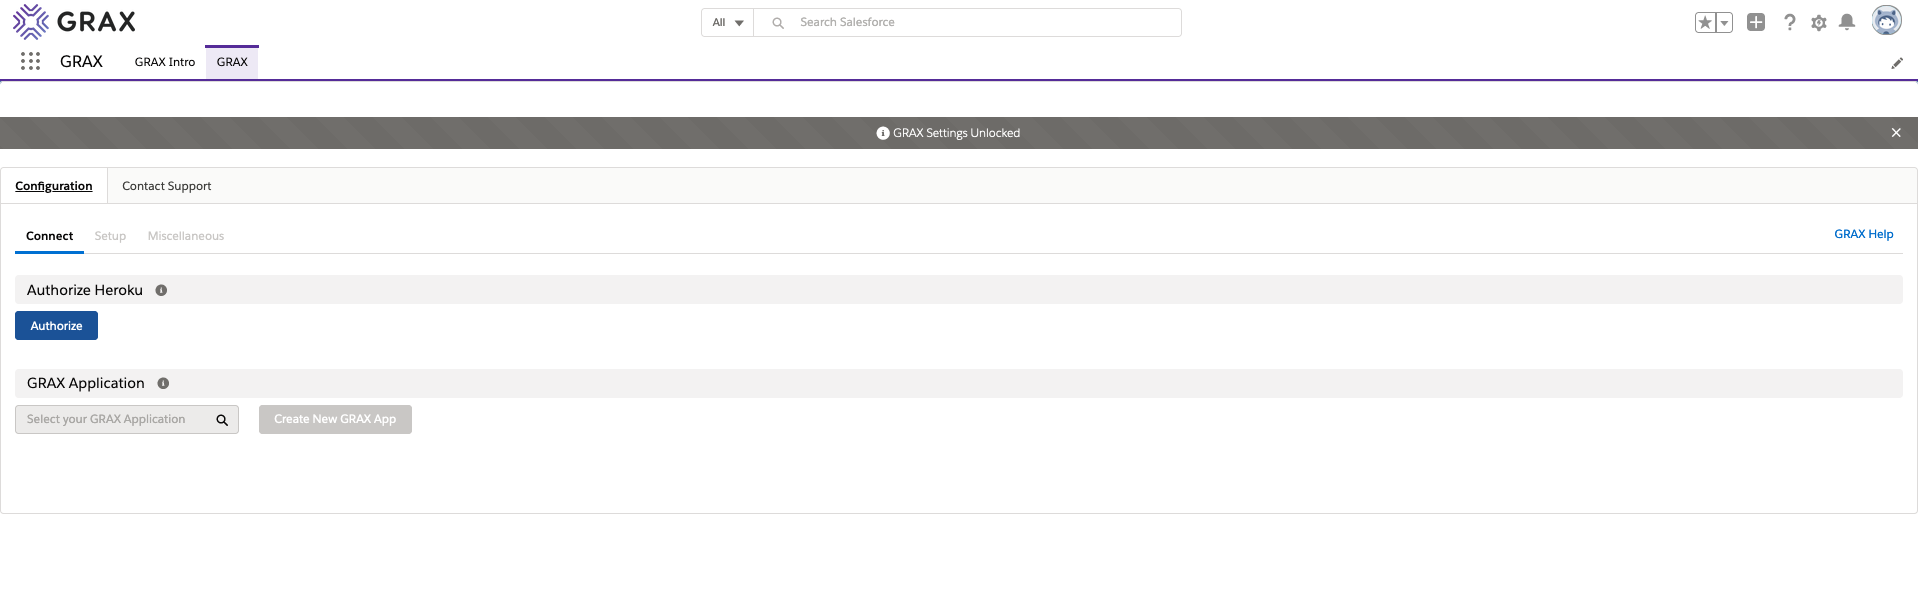 GRAX
All
Search Salesforce
GRAX
GRAX Intro
GRAX
GRAX Settings Unlocked
Configuration
Contact Support
Connect
Setup
Miscellaneous
GRAX Help
Authorize Heroku
Authorize
GRAX Application
Select your GRAX Application
Create New GRAX App